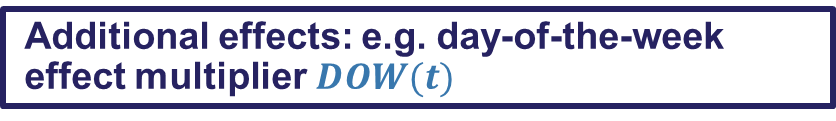 Additional effects: e.g. day-of-the-week
effect multiplier DOW(t)